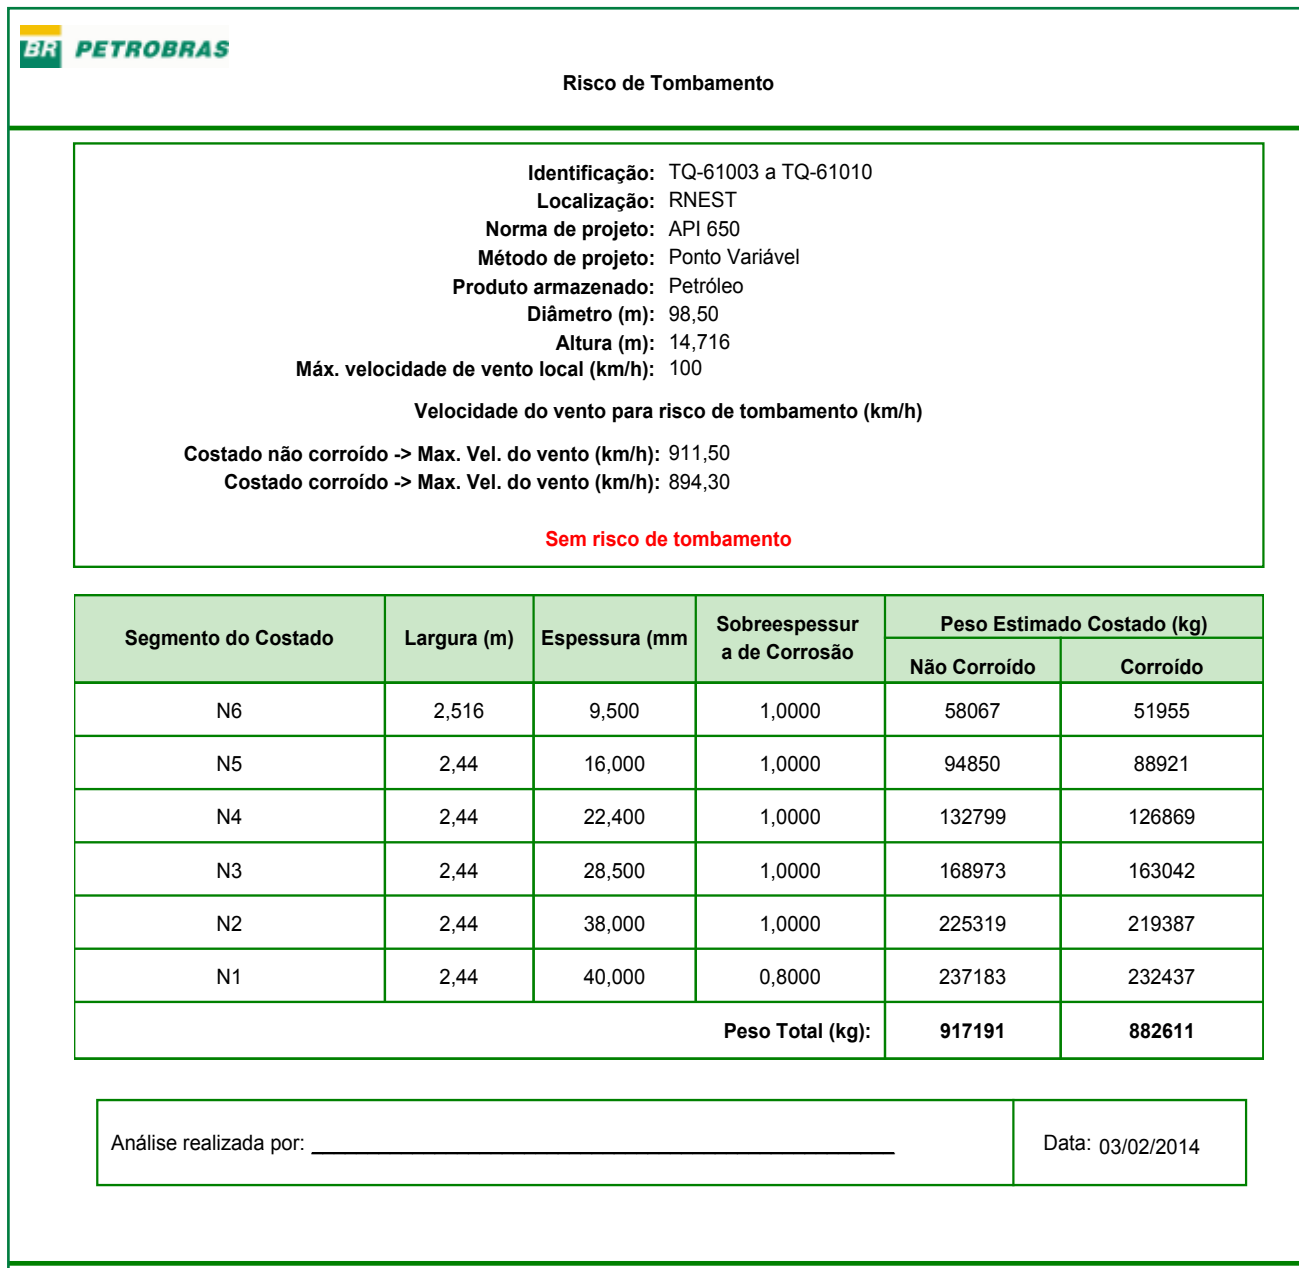 BR PETROBRAS
Risco de Tombamento
Identificação: TQ-61003 a TQ-61010
Localização: RNEST
Norma de projeto: API 650
Método de projeto: Ponto Variável
Produto armazenado: Petróleo
Diâmetro (m): 98,50
Altura (m): 14,716
Máx. velocidade de vento local (km/h): 100
Velocidade do vento para risco de tombamento (km/h)
Costado não corroído -> Max. Vel. do vento (km/h): 911,50
Costado corroído -> Max. Vel. do vento (km/h): 894,30
Sem risco de tombamento
Segmento do Costado Largura (m) Espessura (mm Sobreespessur Peso Estimado Costado (kg)
a de Corrosão Não Corroído Corroído
N6 2,516 9,500 1,0000 58067 51955
N5 2,44 16,000 1,0000 94850 88921
N4 2,44 22,400 1,0000 132799 126869
N3 2,44 28,500 1,0000 168973 163042
N2 2,44 38,000 1,0000 225319 219387
N1 2,44 40,000 0,8000 237183 232437
Peso Total (kg): 917191 882611
Análise realizada por: Data: 03/02/2014